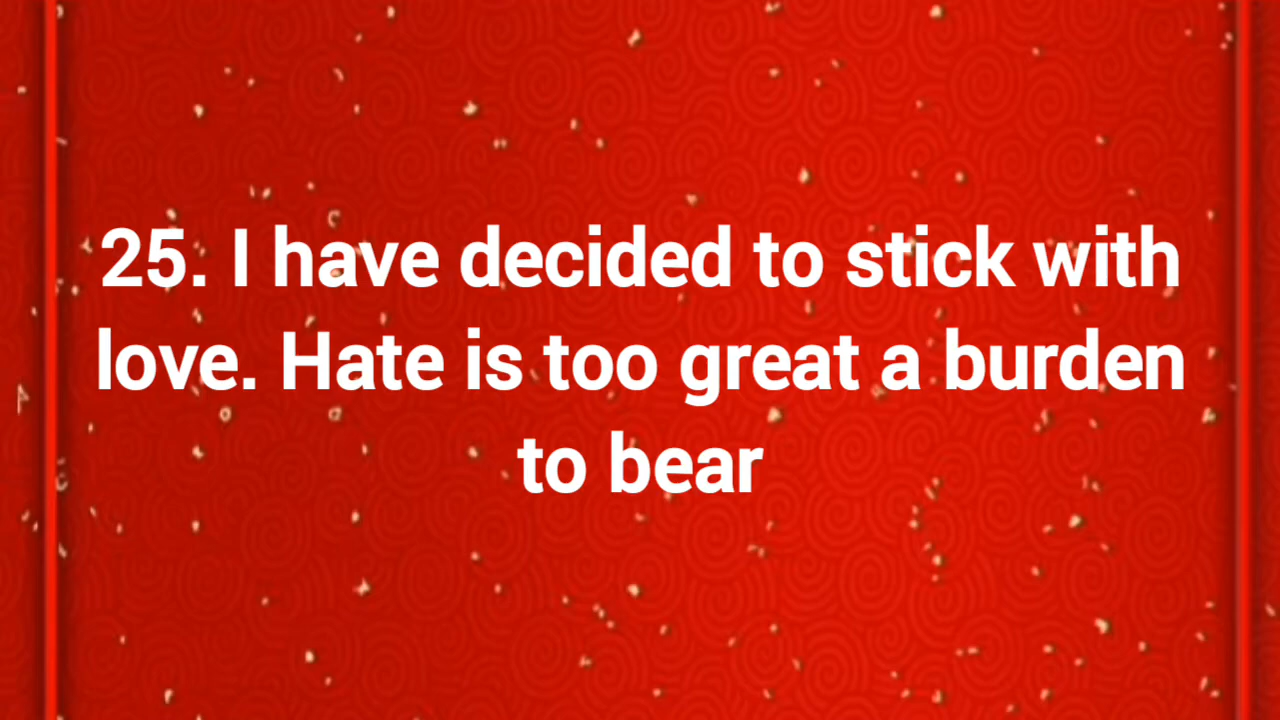 25. I have decided to stick with
love. Hate is too great a burden
to bear